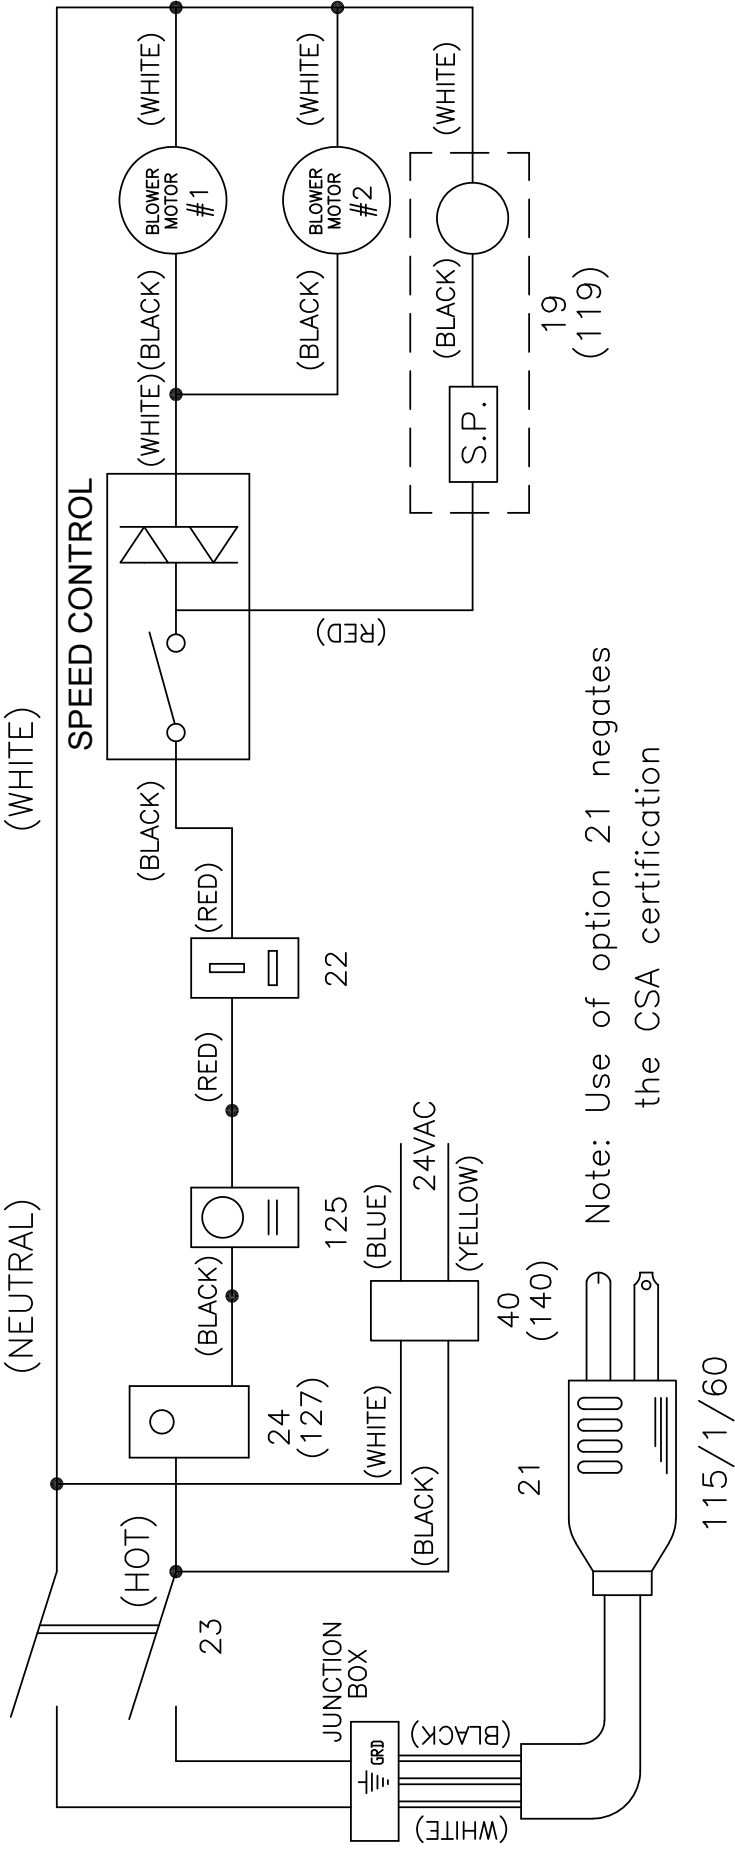 (NEUTRAL)
(WHITE)
SPEED CONTROL
(HOT)
23
24
(127)
(BLACK)
125
(RED)
22
(RED)
(BLACK)
(RED)
(WHITE)
(BLACK)
BLOWER
MOTOR
#1
(WHITE)
(BLACK)
BLOWER
MOTOR
#2
(WHITE)
S.P.
(BLACK)
(WHITE)
19
(119)
(WHITE)
(BLACK)
40
(140)
(BLUE)
24VAC
(YELLOW)
JUNCTION
BOX
GRD
(BLACK)
(WHITE)
21
115/1/60
Note: Use of option 21 negates
the CSA certification